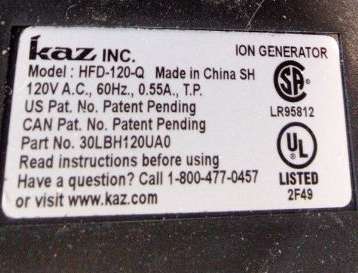 kaz INC. ION GENERATOR
Model : HFD-120-Q Made in China SH
120V A.C., 60Hz, 0.55A., T.P.
US Pat. No. Patent Pending
CAN Pat. No. Patent Pending
Part No. 30LBH120UA0
Read instructions before using
Have a question? Call 1-800-477-0457
or visit www.kaz.com
SA
LR95812
UL
LISTED
2F49